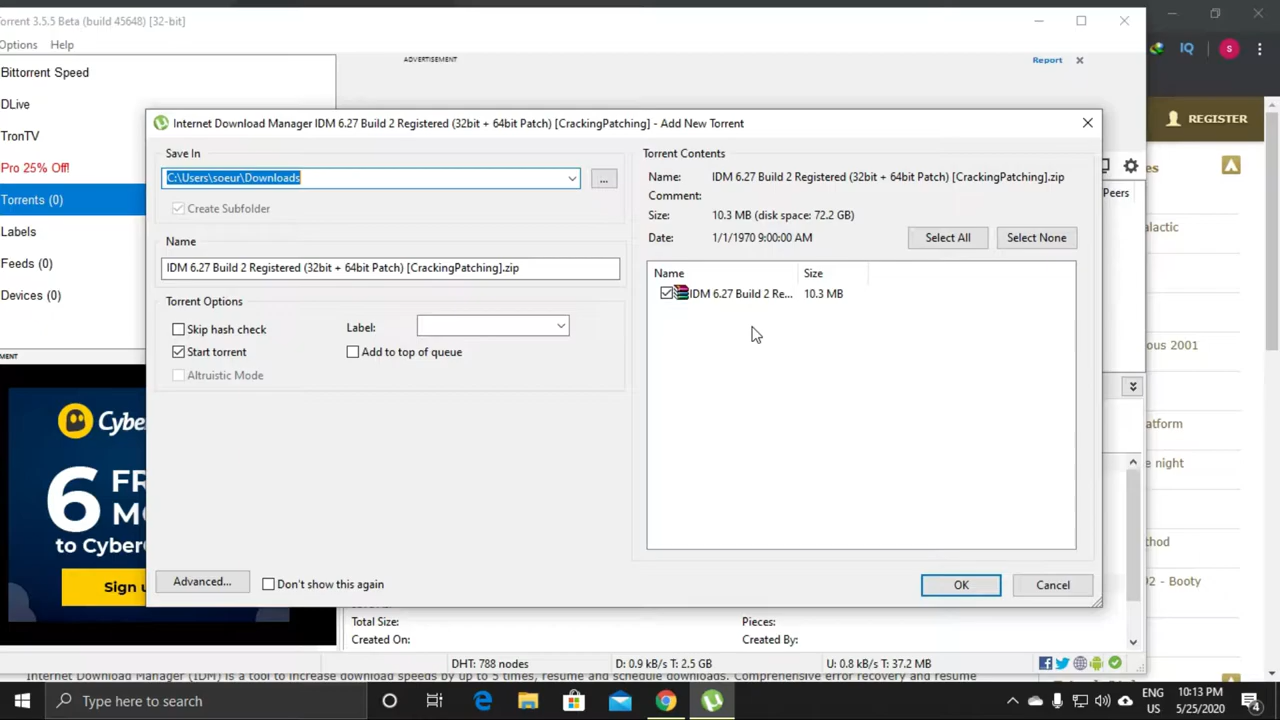 orrent 3.5.5 Beta (build 45648) [32-bit]
Options Help
Bittorrent Speed
DLive
TronTV
Pro 25% Off!
Torrents (0)
Labels
Feeds (0)
Devices (0)
MENT
ADVERTISEMENT
Report
IQ
S
REGISTER
Internet Download Manager IDM 6.27 Build 2 Registered (32bit + 64bit Patch) [CrackingPatching] - Add New Torrent
Save In
C:\Users\soeur\Downloads
...
Create Subfolder
Name
IDM 6.27 Build 2 Registered (32bit + 64bit Patch) [CrackingPatching].zip
Torrent Options
Skip hash check
Label:
Start torrent
Add to top of queue
Altruistic Mode
Advanced...
Don't show this again
Torrent Contents
Name: IDM 6.27 Build 2 Registered (32bit + 64bit Patch) [CrackingPatching].zip
Comment:
Size: 10.3 MB (disk space: 72.2 GB)
Date: 1/1/1970 9:00:00 AM
Select All
Select None
Name Size
IDM 6.27 Build 2 Re... 10.3 MB
OK
Cancel
Peers
es
alactic
ous 2001
atform
e night
thod
02 - Booty
Cybe
6 FR
MO
to Cyber
Sign u
Total Size:
Pieces:
Created On:
Created By:
DHT: 788 nodes
D: 0.9 kB/s T: 2.5 GB
U: 0.8 kB/s T: 37.2 MB
Internet Download Manager (IDM) is a tool to increase download speeds by up to 5 times, resume and schedule downloads. Comprehensive error recovery and resume
Type here to search
ENG
US
10:13 PM
5/25/2020
4